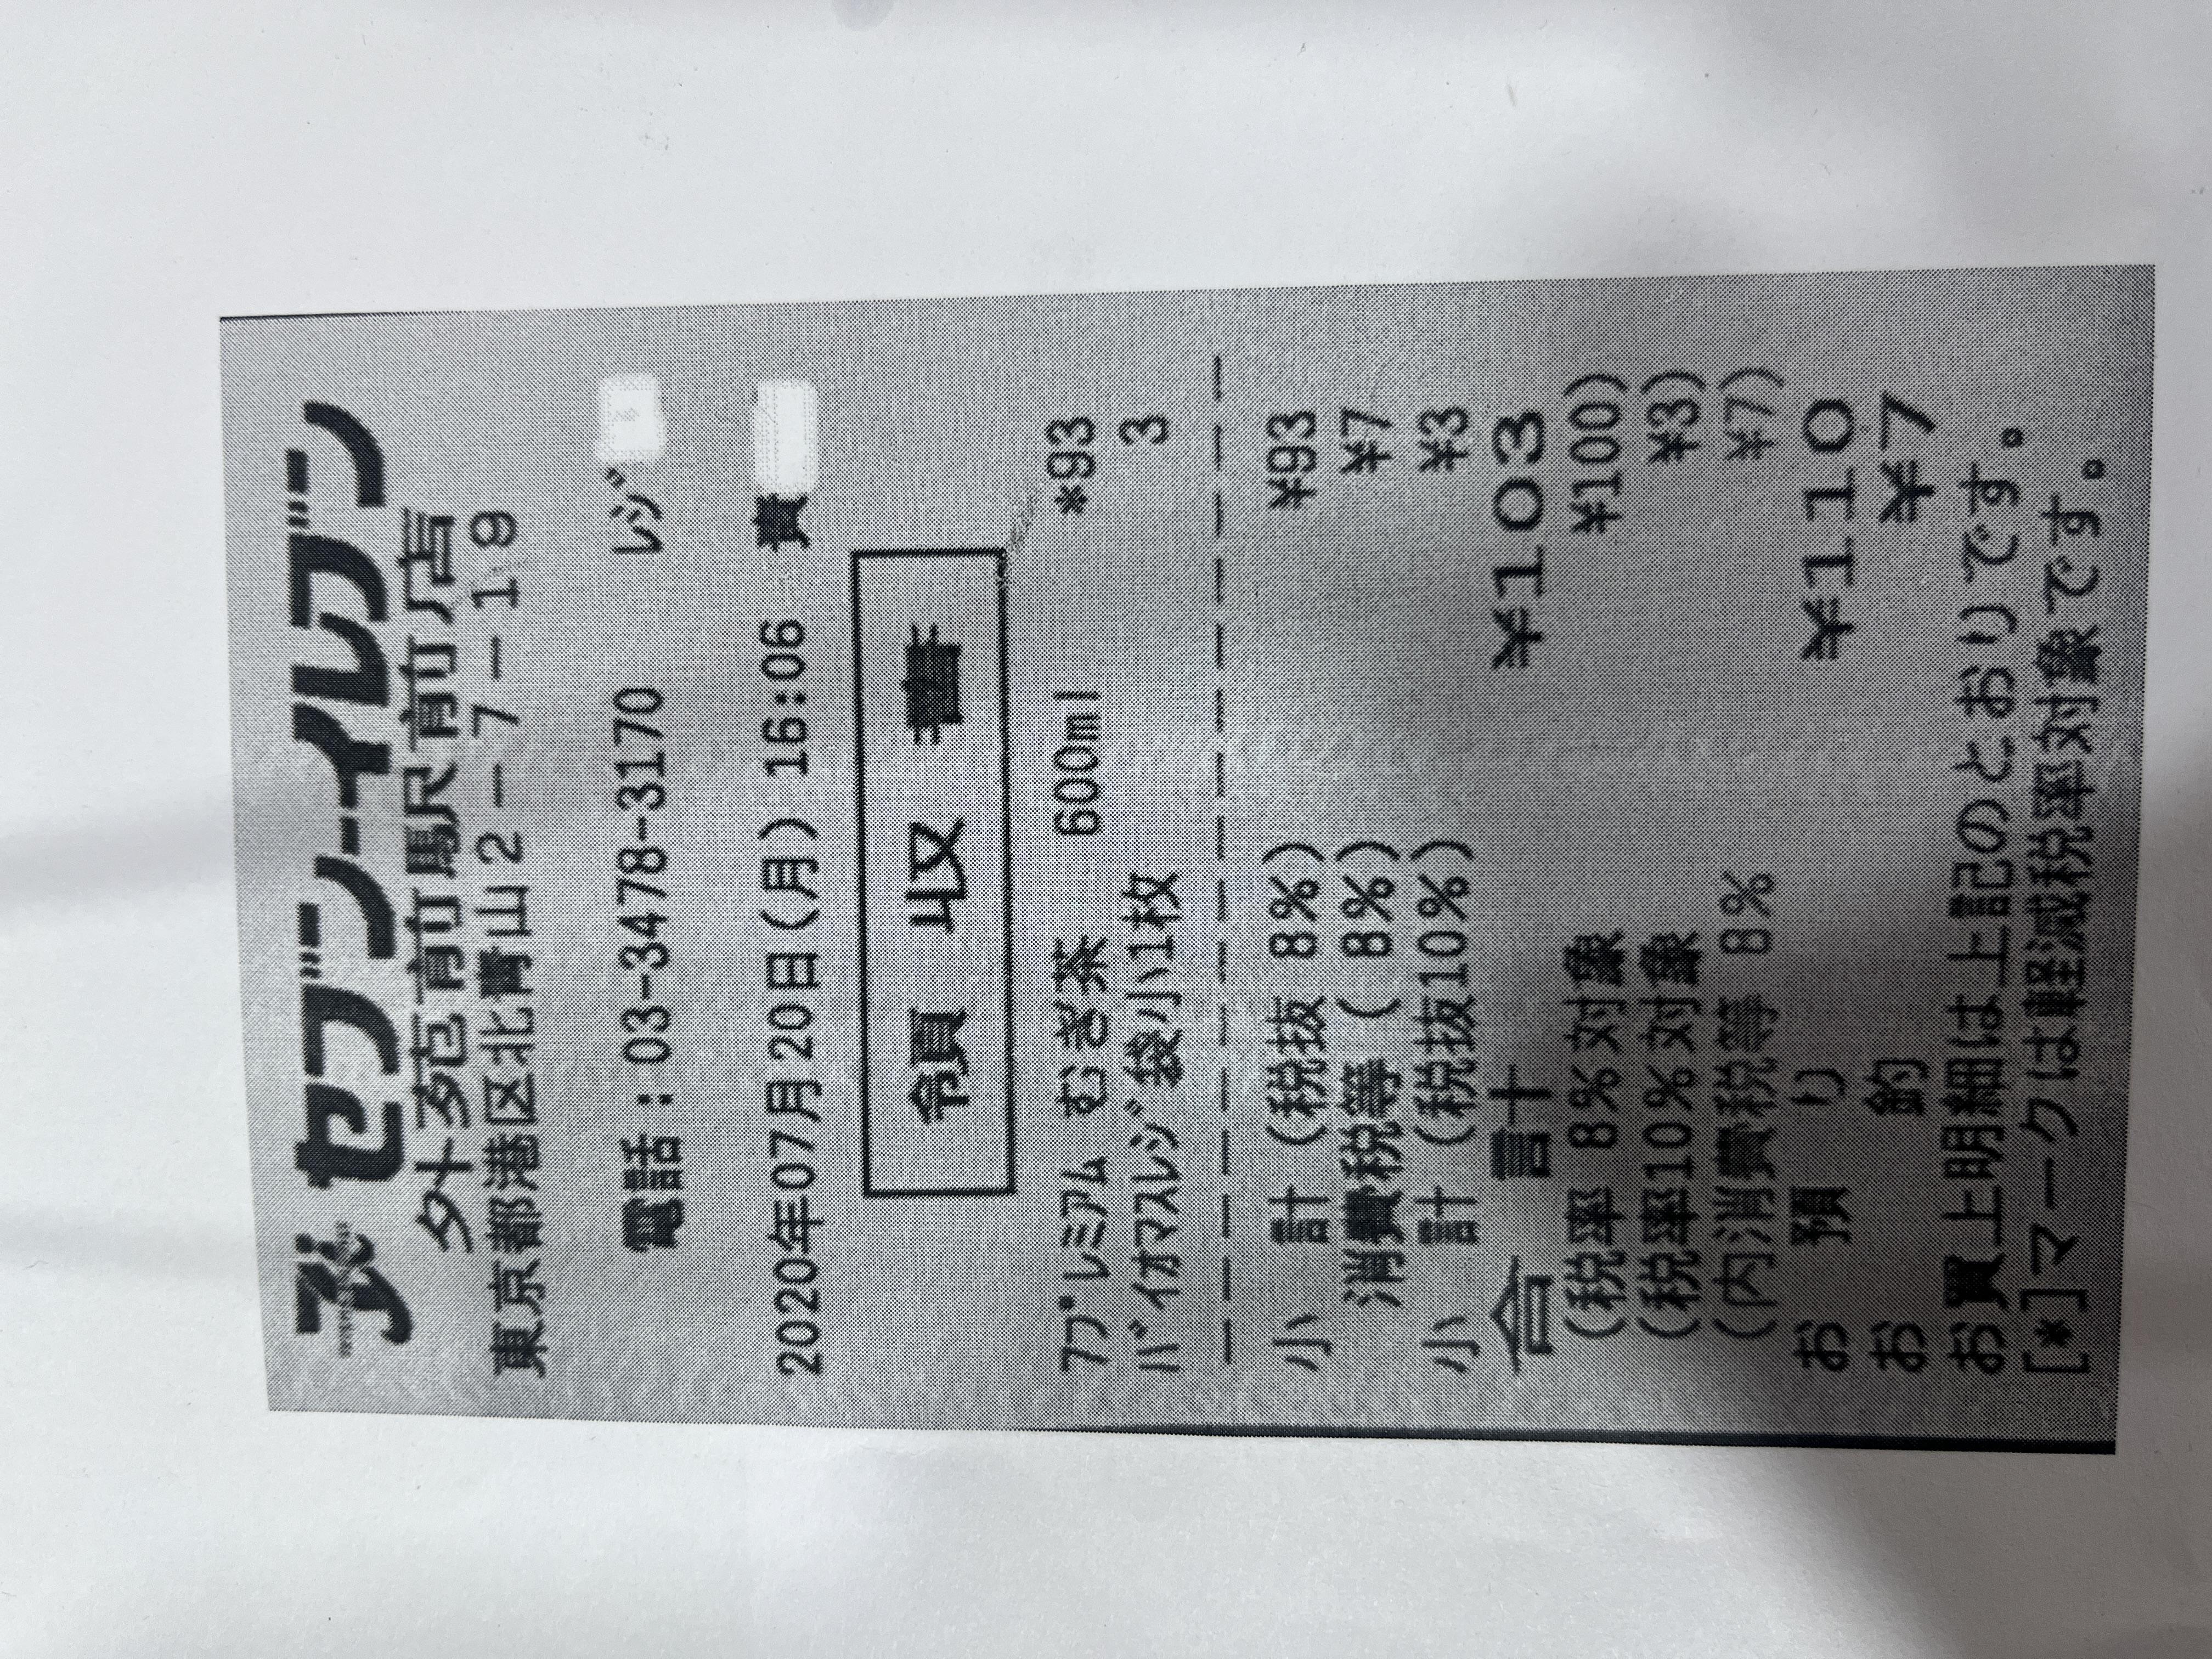 セブン-イレブン
外苑前駅前店
東京都港区北青山2-7-19
電話:03-3478-3170 レジ
2020年07月20日(月) 16:06 責
領収書
7プレミアム むぎ茶 600ml *93
バイオマスレジ袋小1枚 3
小 計(税抜 8%) ¥93
消費税等( 8%) ¥7
小 計(税抜10%) ¥3
合 計 ¥103
(税率 8%対象 ¥100)
(税率10%対象 ¥3)
(内消費税等 8% ¥7)
お 預 り ¥110
お 釣 ¥7
お買上明細は上記のとおりです。
[*]マークは軽減税率対象です。